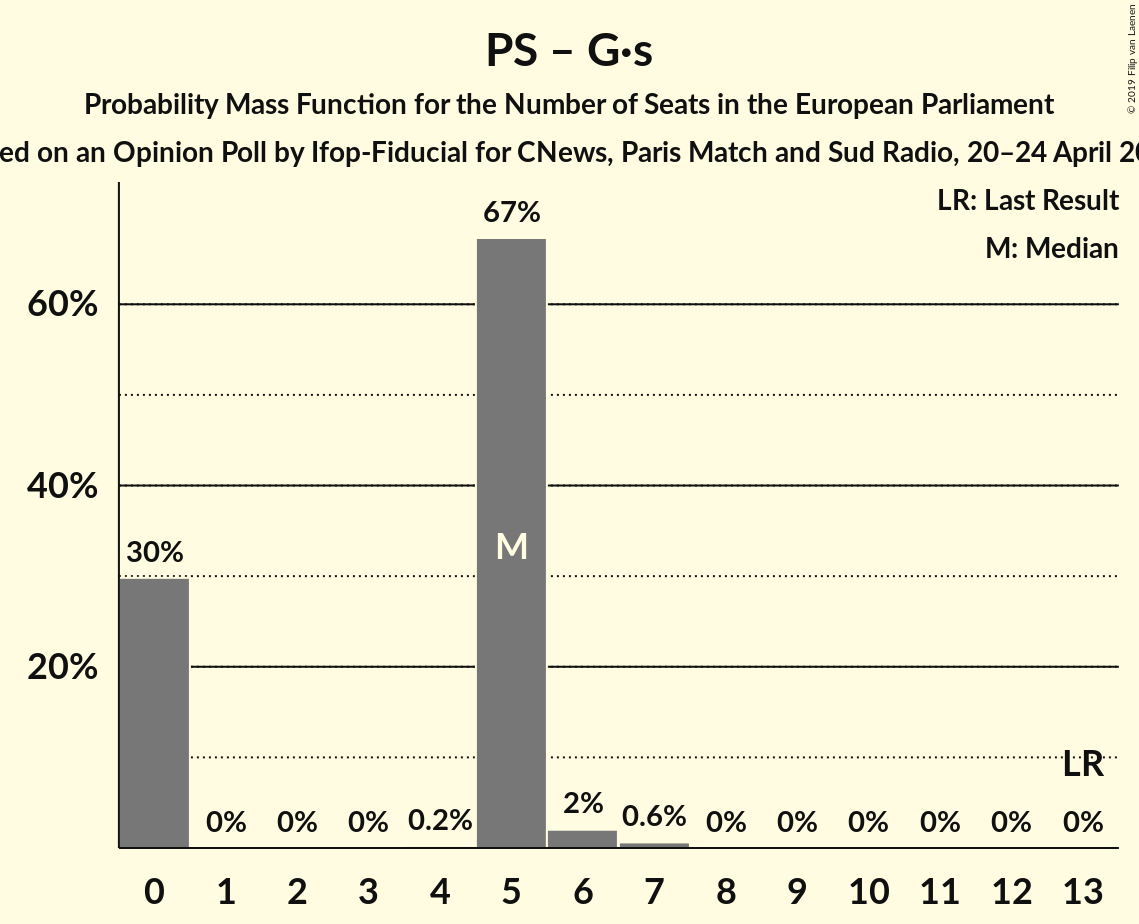 PS – G·s
Probability Mass Function for the Number of Seats in the European Parliament
on an Opinion Poll by Ifop-Fiducial for CNews, Paris Match and Sud Radio, 20–24 April
© 2019 Filip van Laenen
LR: Last Result
M: Median
67%
60%
40%
M
30%
20%
LR
0% 0% 0% 0.2% 2% 0.6% 0% 0% 0% 0% 0% 0%
0 1 2 3 4 5 6 7 8 9 10 11 12 13